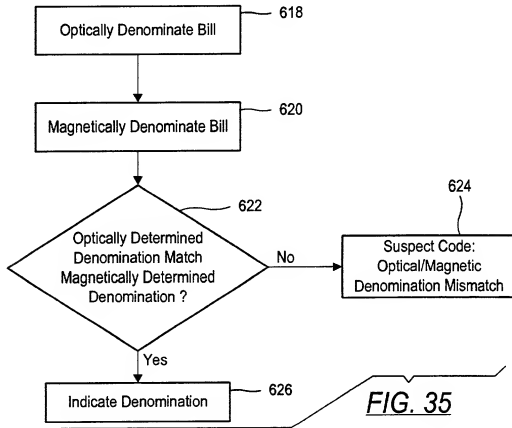 618
Optically Denominate Bill
620
Magnetically Denominate Bill
622
Optically Determined
Denomination Match
Magnetically Determined
Denomination ?
No
624
Suspect Code:
Optical/Magnetic
Denomination Mismatch
Yes
626
Indicate Denomination
FIG. 35